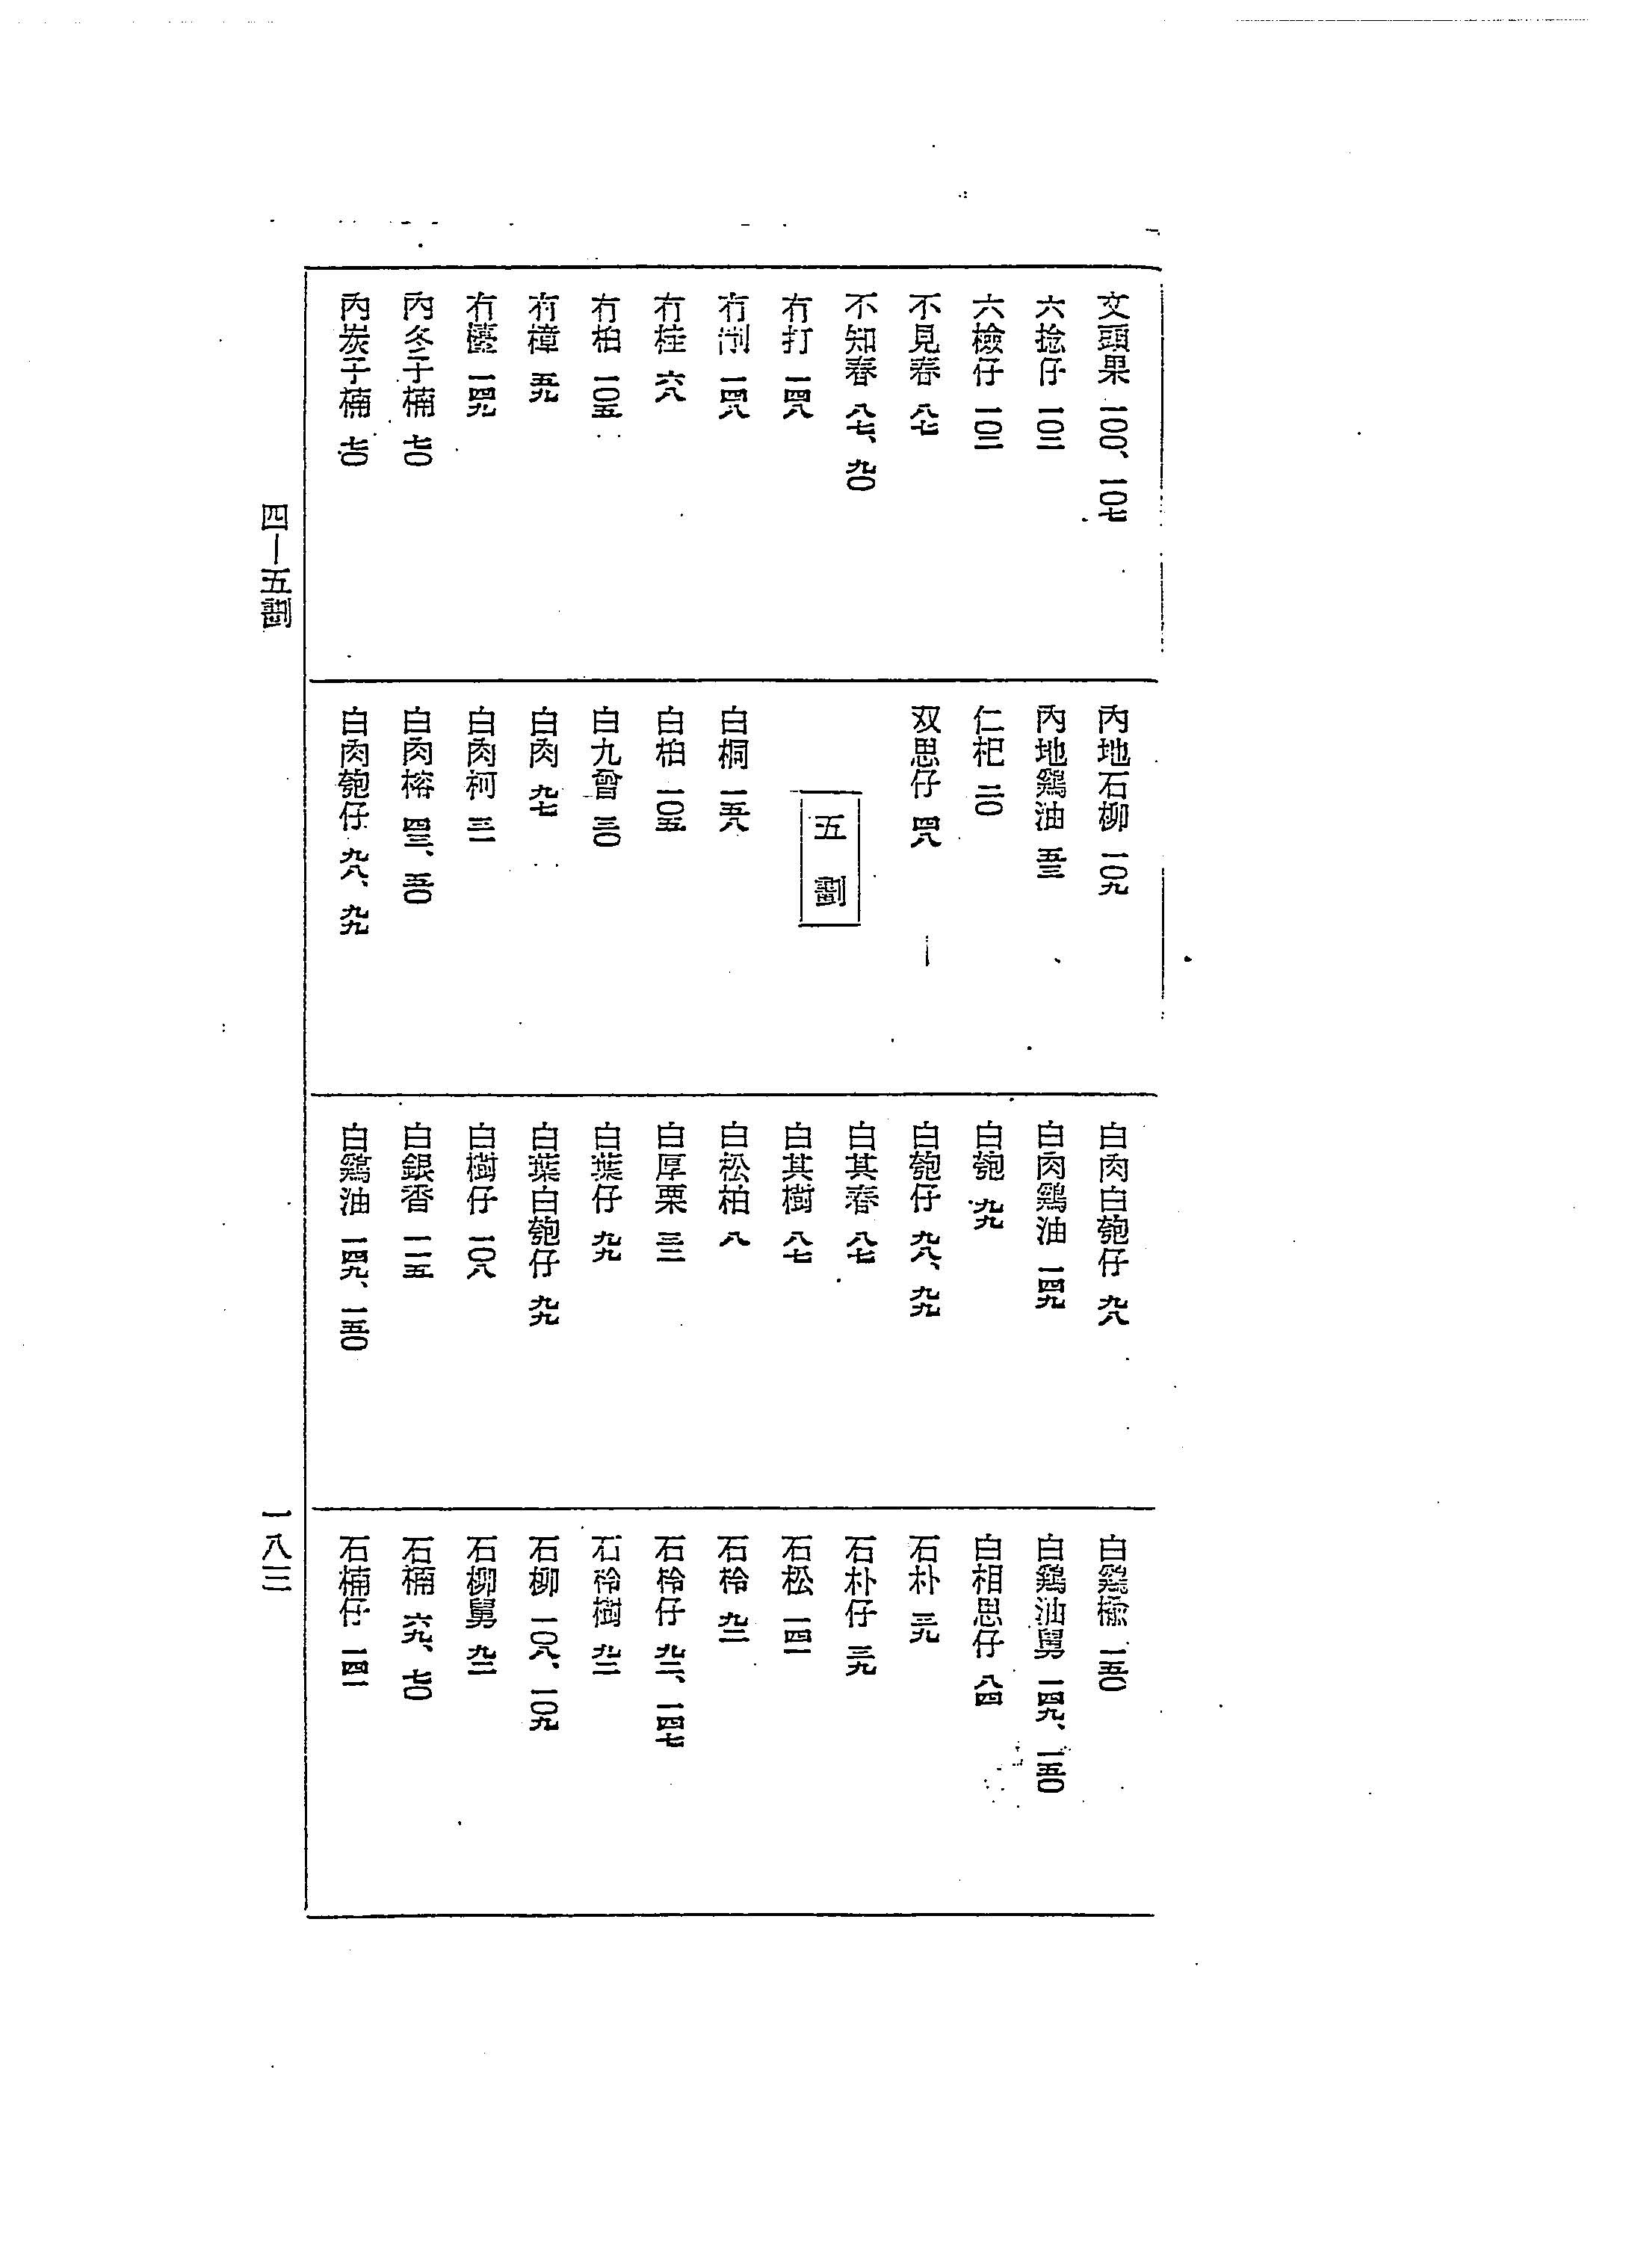 文頭果 一〇〇、一〇七
六捻仔 一〇二
六檢仔 一〇二
不見春 八七
不知春 八七、九〇
冇打 一四八
冇削 一四八
冇桂 六八
冇柏 一〇五
冇樟 五九
冇 一四九
內冬子楠 七〇
內炭子楠 七〇
內地石柳 一〇九
內地鷄油 五三
仁杷 二〇
双思仔 四八
五劃
白桐 一五八
白柏 一〇五
白九曾 三〇
白肉 九七
白肉柯 三一
白肉榕 四三、五〇
白肉匏仔 九八、九九
白肉白匏仔 九八
白肉鷄油 一四九
白匏 九九
白匏仔 九八、九九
白其春 八七
白其樹 八七
白松柏 八
白厚栗 三二
白葉仔 九九
白葉白匏仔 九九
白樹仔 一〇八
白銀香 一一五
白鷄油 一四九、一五〇
白鷄㯽 一五〇
白鷄油舅 一四九、一五〇
白相思仔 八四
石朴 三九
石朴仔 三九
石松 一四一
石柃 九二
石柃仔 九二、一四七
石柃樹 九二
石柳 一〇八、一〇九
石柳舅 九二
石楠 六九、七〇
石楠仔 一四一
四—五劃
一八三